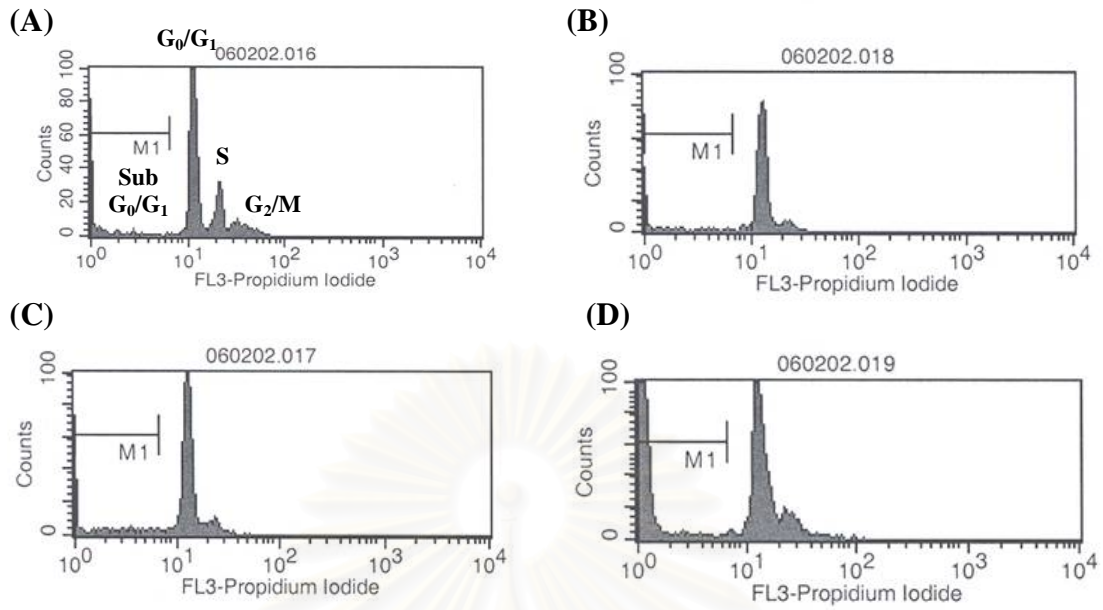 (A)
G0/G1
060202.016
100
80
60
40
20
0
Counts
M1
Sub
G0/G1
S
G2/M
10^0 10^1 10^2 10^3 10^4
FL3-Propidium Iodide
(B)
060202.018
100
0
Counts
M1
10^0 10^1 10^2 10^3 10^4
FL3-Propidium Iodide
(C)
060202.017
100
0
Counts
M1
10^0 10^1 10^2 10^3 10^4
FL3-Propidium Iodide
(D)
060202.019
100
0
Counts
M1
10^0 10^1 10^2 10^3 10^4
FL3-Propidium Iodide